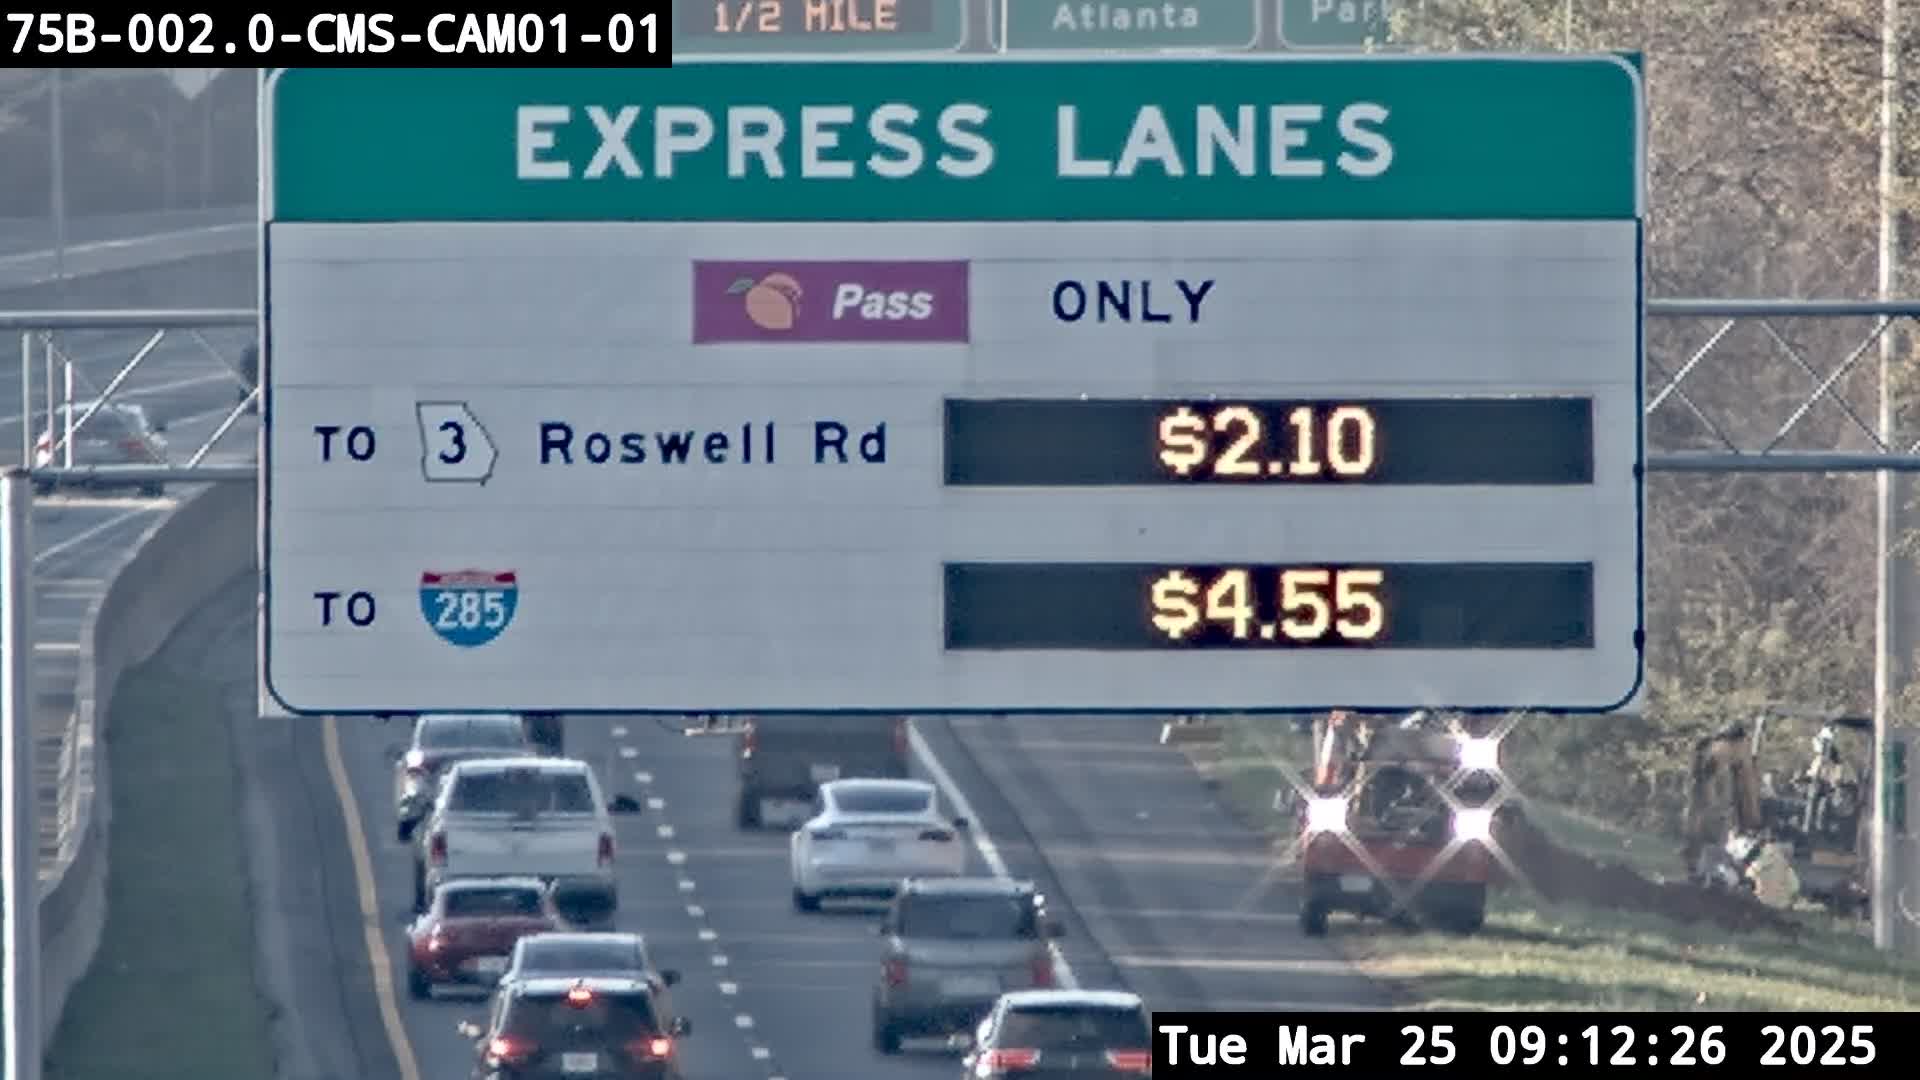 75B-002.0-CMS-CAM01-01
1/2 MILE
Atlanta
EXPRESS LANES
Pass ONLY
TO 3 Roswell Rd $2.10
TO 285 $4.55
Tue Mar 25 09:12:26 2025